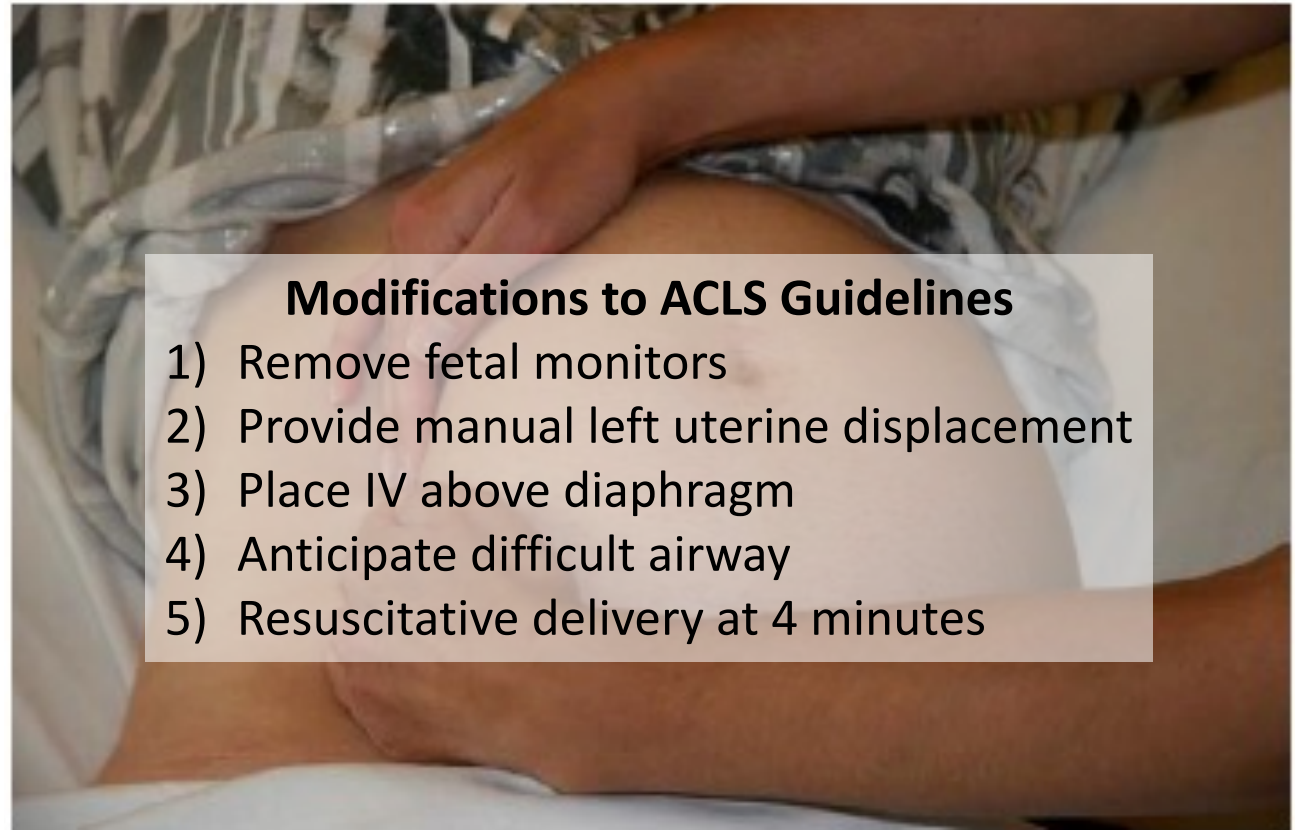 Modifications to ACLS Guidelines
1) Remove fetal monitors
2) Provide manual left uterine displacement
3) Place IV above diaphragm
4) Anticipate difficult airway
5) Resuscitative delivery at 4 minutes